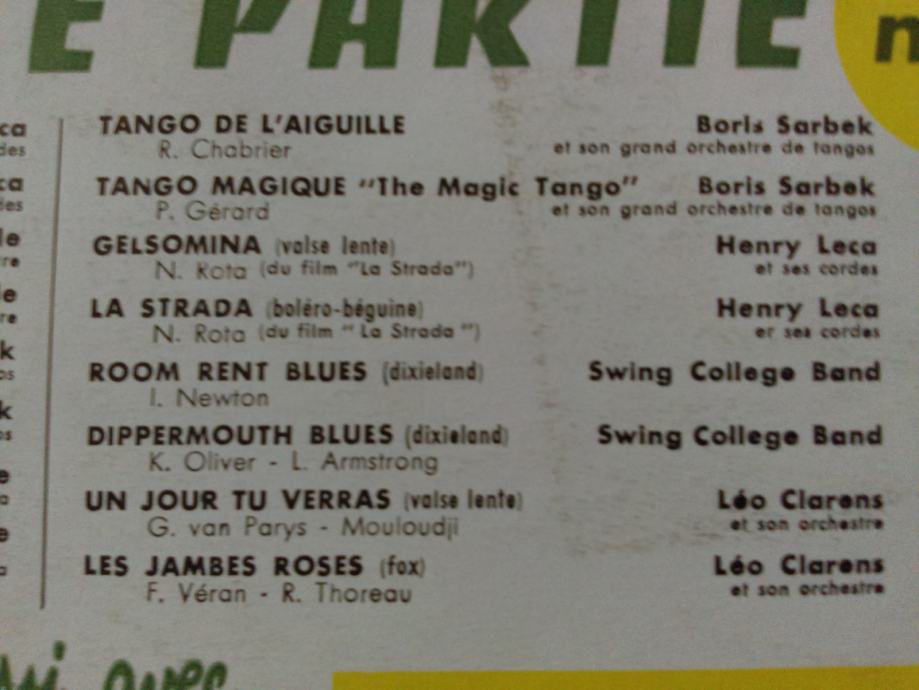 E PARTIE
TANGO DE L'AIGUILLE Boris Sarbek
R. Chabrier et son grand orchestre de tangos
TANGO MAGIQUE "The Magic Tango" Boris Sarbek
P. Gérard et son grand orchestre de tangos
GELSOMINA (valse lente) Henry Leca
N. Rota (du film "La Strada") et ses cordes
LA STRADA (boléro-béguine) Henry Leca
N. Rota (du film "La Strada") er ses cordes
ROOM RENT BLUES (dixieland) Swing College Band
I. Newton
DIPPERMOUTH BLUES (dixieland) Swing College Band
K. Oliver - L. Armstrong
UN JOUR TU VERRAS (valse lente) Léo Clarens
G. van Parys - Mouloudji et son orchestre
LES JAMBES ROSES (fox) Léo Clarens
F. Véran - R. Thoreau et son orchestre
avec